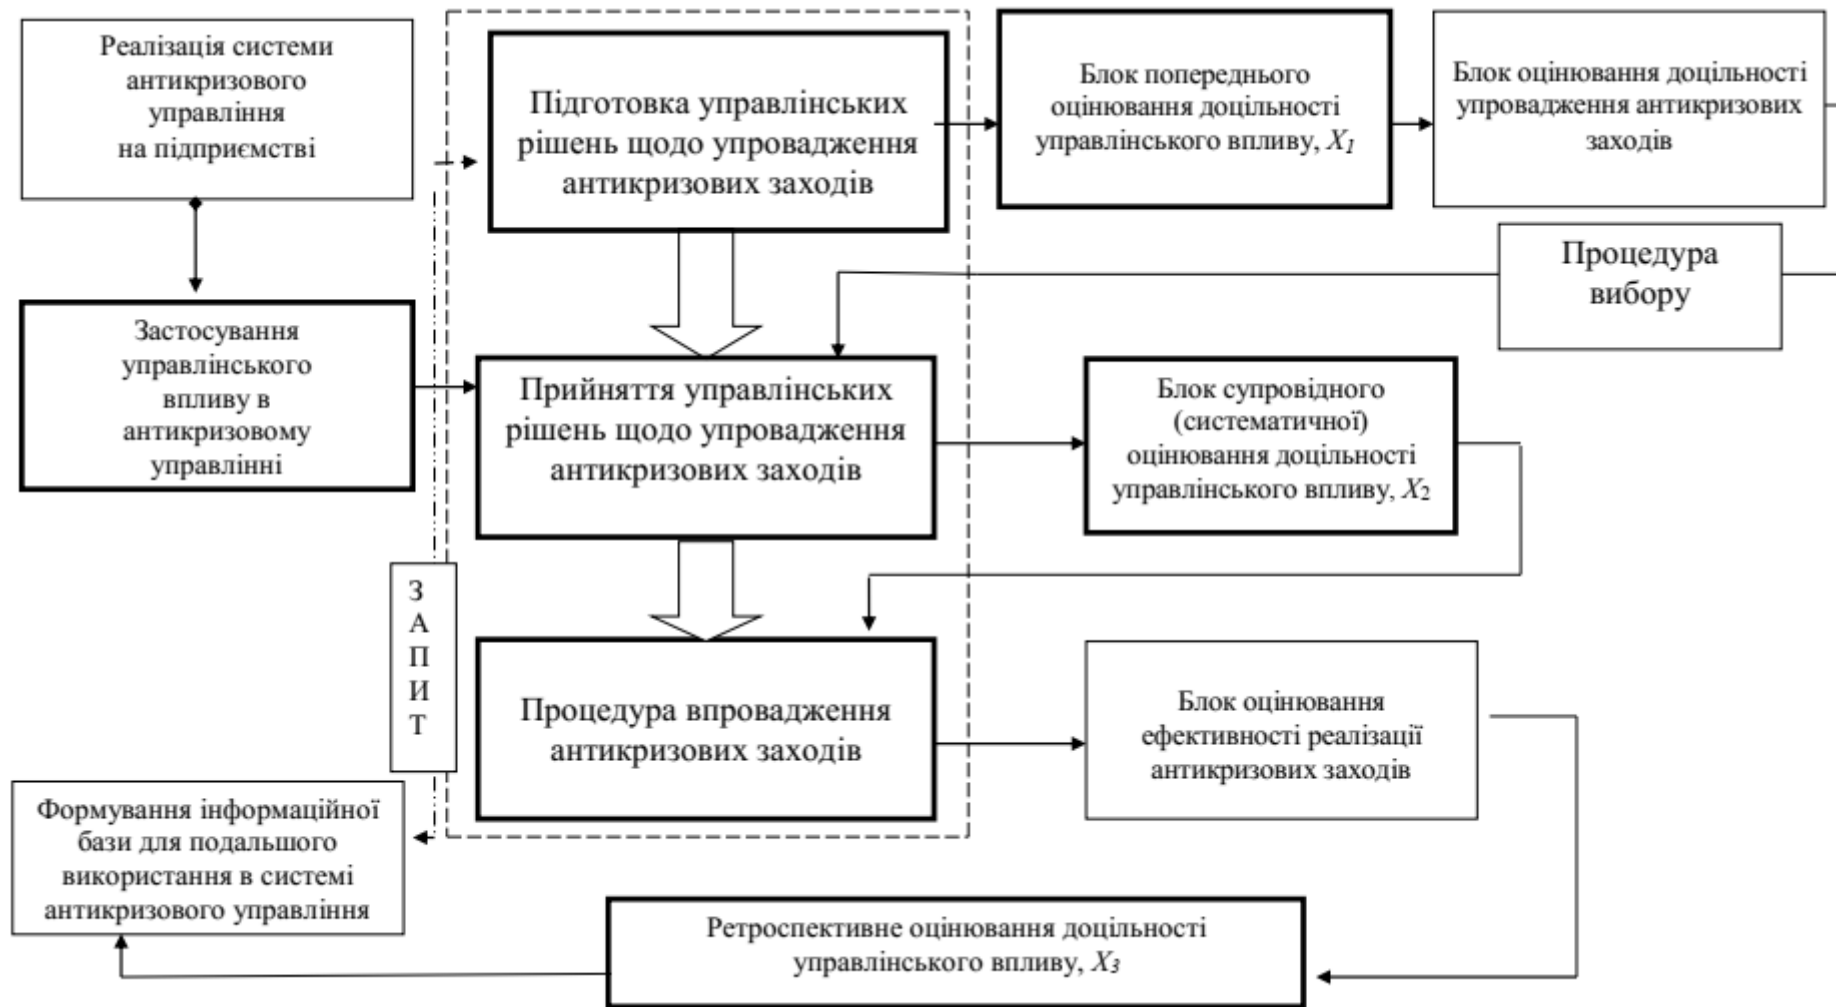 Реалізація системи
антикризового
управління
на підприємстві
Підготовка управлінських
рішень щодо упровадження
антикризових заходів
Блок попереднього
оцінювання доцільності
управлінського впливу, X1
Блок оцінювання доцільності
упровадження антикризових
заходів
Процедура
вибору
Застосування
управлінського
впливу в
антикризовому
управлінні
Прийняття управлінських
рішень щодо упровадження
антикризових заходів
Блок супровідного
(систематичної)
оцінювання доцільності
управлінського впливу, X2
З
А
П
И
Т
Процедура впровадження
антикризових заходів
Блок оцінювання
ефективності реалізації
антикризових заходів
Формування інформаційної
бази для подальшого
використання в системі
антикризового управління
Ретроспективне оцінювання доцільності
управлінського впливу, X3